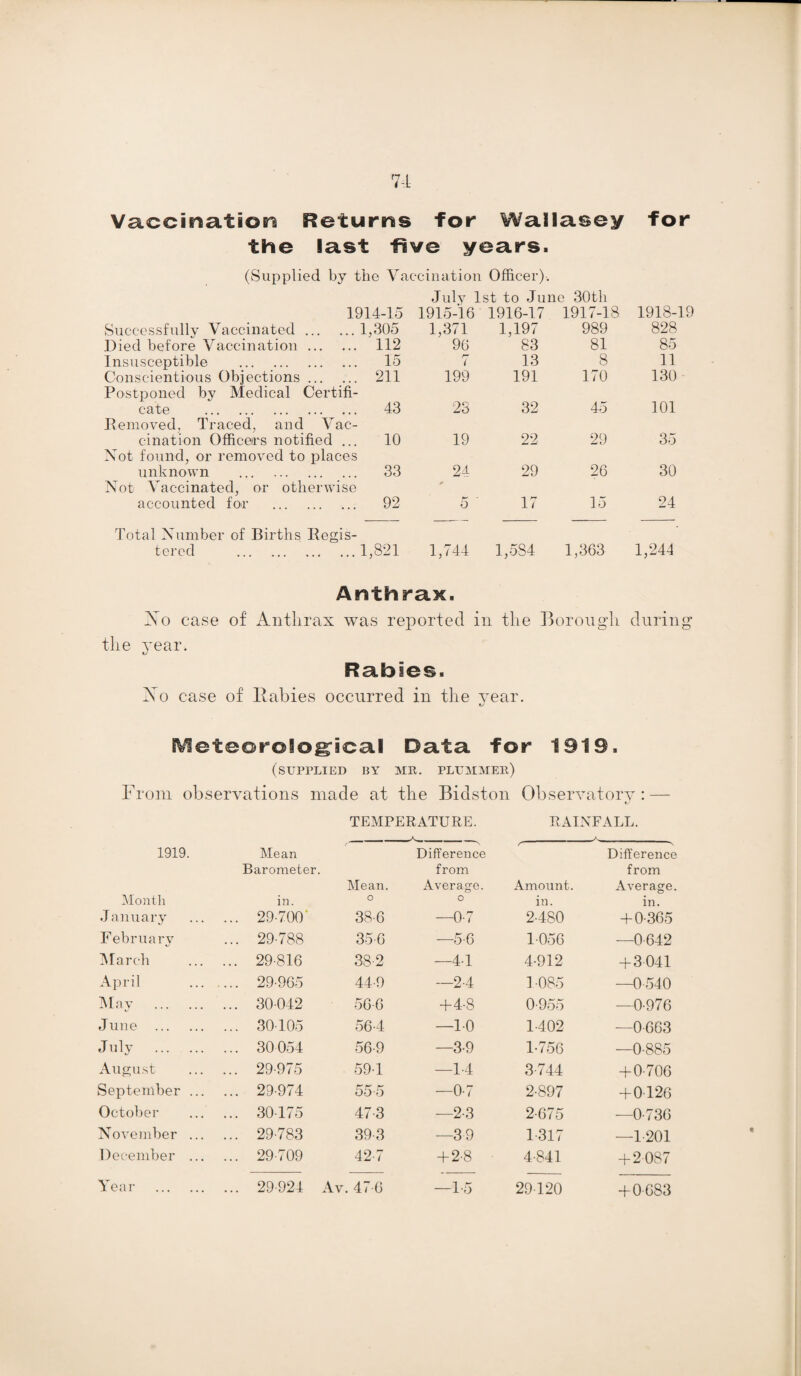 74
Vaccination Returns for Wallasey for
the last five years.
(Supplied by the Vaccination Officer).
July 1st to June 30th
1914-15 1915-16 1916-17 1917-18 1918-19
Successfully Vaccinated ... ... 1,305 1,371 1,197 989 828
Died before Vaccination ... ... 112 96 83 81 85
Insusceptible ... ... ... ... 15 7 13 8 11
Conscientious Objections ... ... 211 199 191 170 130
Postponed by Medical Certifi-
cate ... ... ... ... ... 43 23 32 45 101
Removed, Traced, and Vac-
cination Officers notified ... 10 19 22 29 35
Not found, or removed to places
unknown ... ... ... ... 33 24 29 26 30
Not Vaccinated, or otherwise
accounted for ... ... ... 92 5 17 15 24
Total Number of Births Regis-
tered ... ... ... ... 1,821 1,744 1,584 1,363 1,244
Anthrax.
No case of Anthrax was reported in the Borough during
the year.
Rabies.
No case of Rabies occurred in the year.
Meteorological Data for 1919.
(SUPPLIED BY MR. PLUMMER)
From observations made at the Bidston Observatory : —
TEMPERATURE. RAINFALL.
1919. Mean Difference Difference
Barometer. from from
Mean. Average. Amount. Average.
Month in. ° ° in. in.
January ... ... 29·700 38·6 —0·7 2·480 +0·365
February ... 29·788 35·6 —5·6 1·056 —0·642
March ... ... 29·816 38·2 —4·1 4·912 +3·041
April ... .... 29·965 44·9 —2·4 1·085 —0·540
May ... ... ... 30·042 56·6 +4·8 0·955 —0·976
June ... ... ... 30·105 56·4 —1·0 1·402 —0·663
July ... ... ... 30·054 56·9 —3·9 1·756 —0·885
August ... ... 29·975 59·1 —1·4 3·744 +0·706
September ... ... 29·974 55·5 —0·7 2·897 +0·126
October ... ... 30·175 47·3 —2·3 2·675 —0·736
November ... ... 29·783 39·3 —3·9 1·317 —1·201
December ... ... 29·709 42·7 +2·8 4·841 +2·087
Year ... ... ... 29·924 Av. 47·6 —1·5 29·120 +0·683